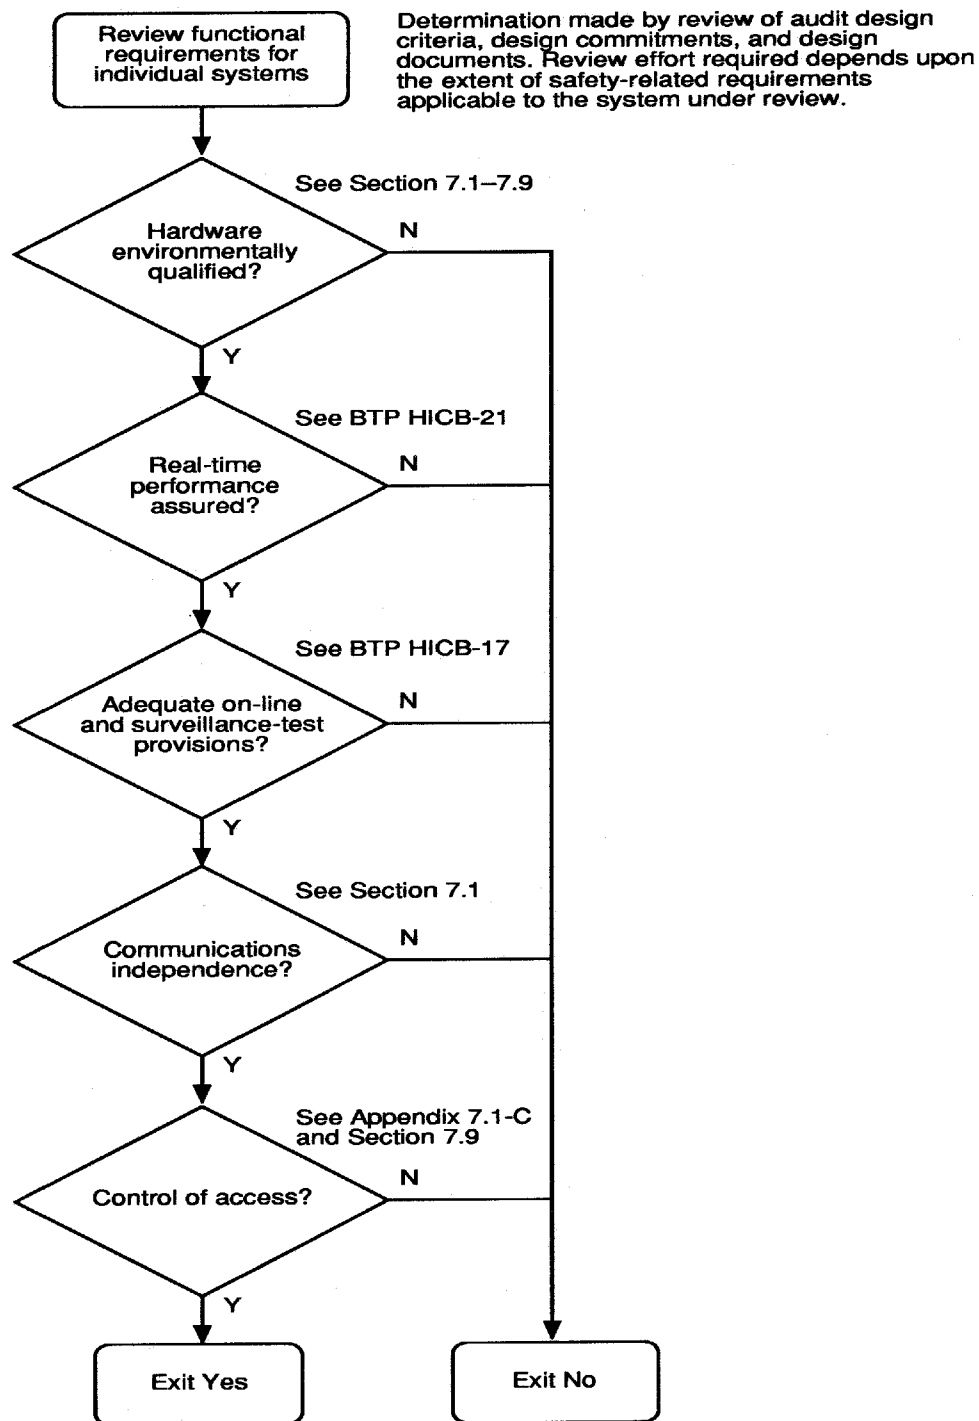 Review functional
requirements for
individual systems
Determination made by review of audit design
criteria, design commitments, and design
documents. Review effort required depends upon
the extent of safety-related requirements
applicable to the system under review.
See Section 7.1–7.9
Hardware
environmentally
qualified?
N
Y
See BTP HICB-21
Real-time
performance
assured?
N
Y
See BTP HICB-17
Adequate on-line
and surveillance-test
provisions?
N
Y
See Section 7.1
Communications
independence?
N
Y
See Appendix 7.1-C
and Section 7.9
Control of access?
N
Y
Exit Yes
Exit No